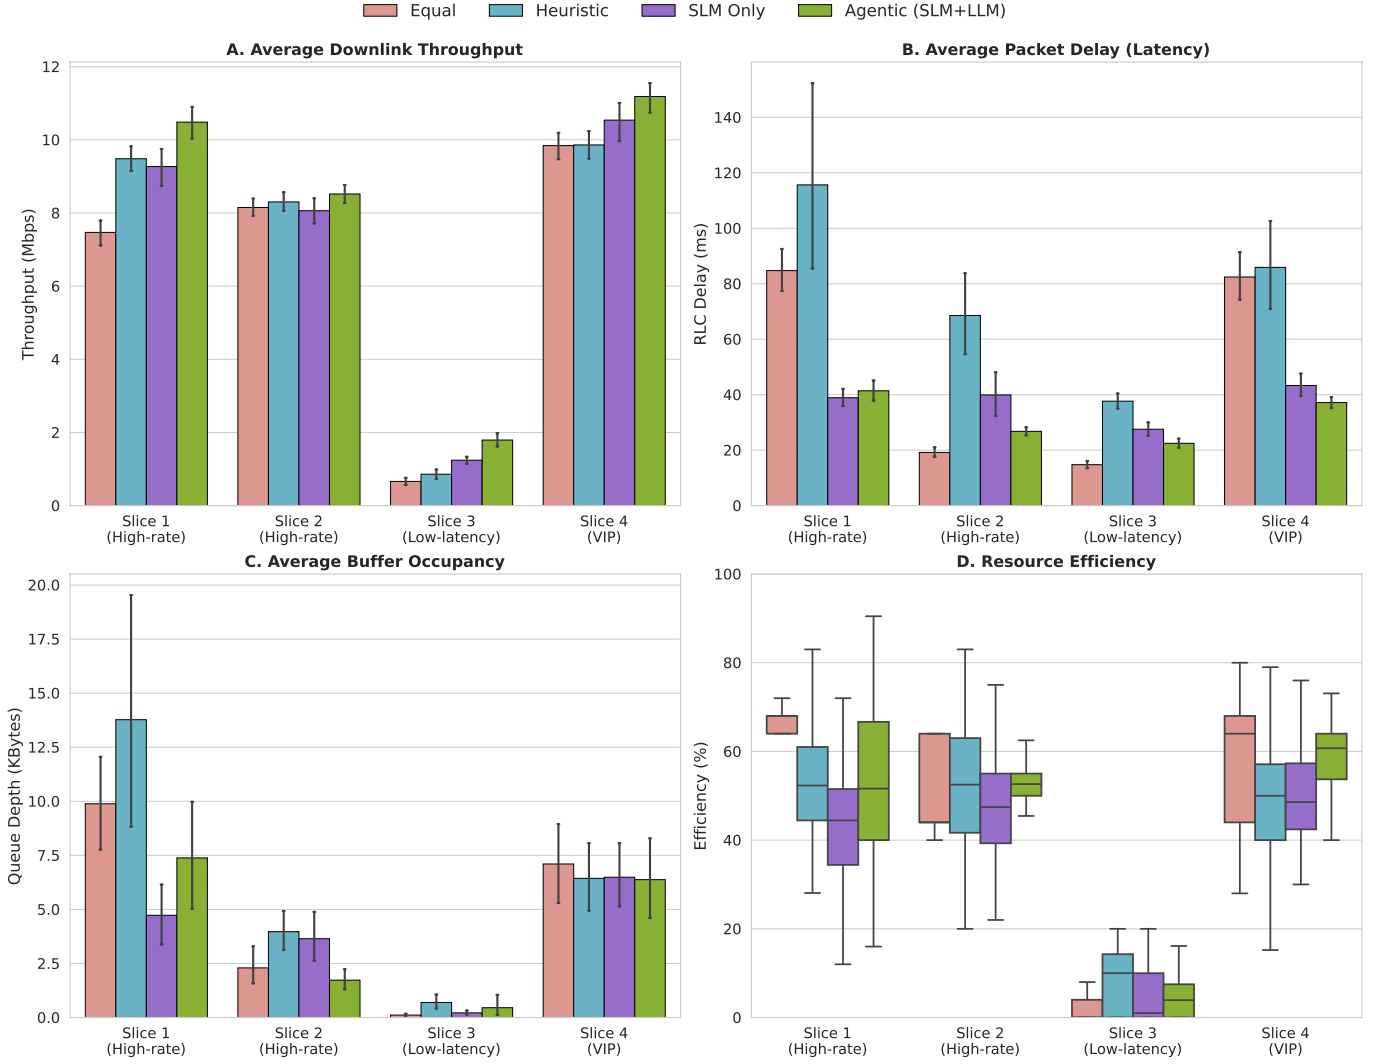 Equal Heuristic SLM Only Agentic (SLM+LLM)
A. Average Downlink Throughput
Throughput (Mbps)
12
10
8
6
4
2
0
Slice 1 Slice 2 Slice 3 Slice 4
(High-rate) (High-rate) (Low-latency) (VIP)
B. Average Packet Delay (Latency)
RLC Delay (ms)
140
120
100
80
60
40
20
0
Slice 1 Slice 2 Slice 3 Slice 4
(High-rate) (High-rate) (Low-latency) (VIP)
C. Average Buffer Occupancy
Queue Depth (KBytes)
20.0
17.5
15.0
12.5
10.0
7.5
5.0
2.5
0.0
Slice 1 Slice 2 Slice 3 Slice 4
(High-rate) (High-rate) (Low-latency) (VIP)
D. Resource Efficiency
Efficiency (%)
100
80
60
40
20
0
Slice 1 Slice 2 Slice 3 Slice 4
(High-rate) (High-rate) (Low-latency) (VIP)